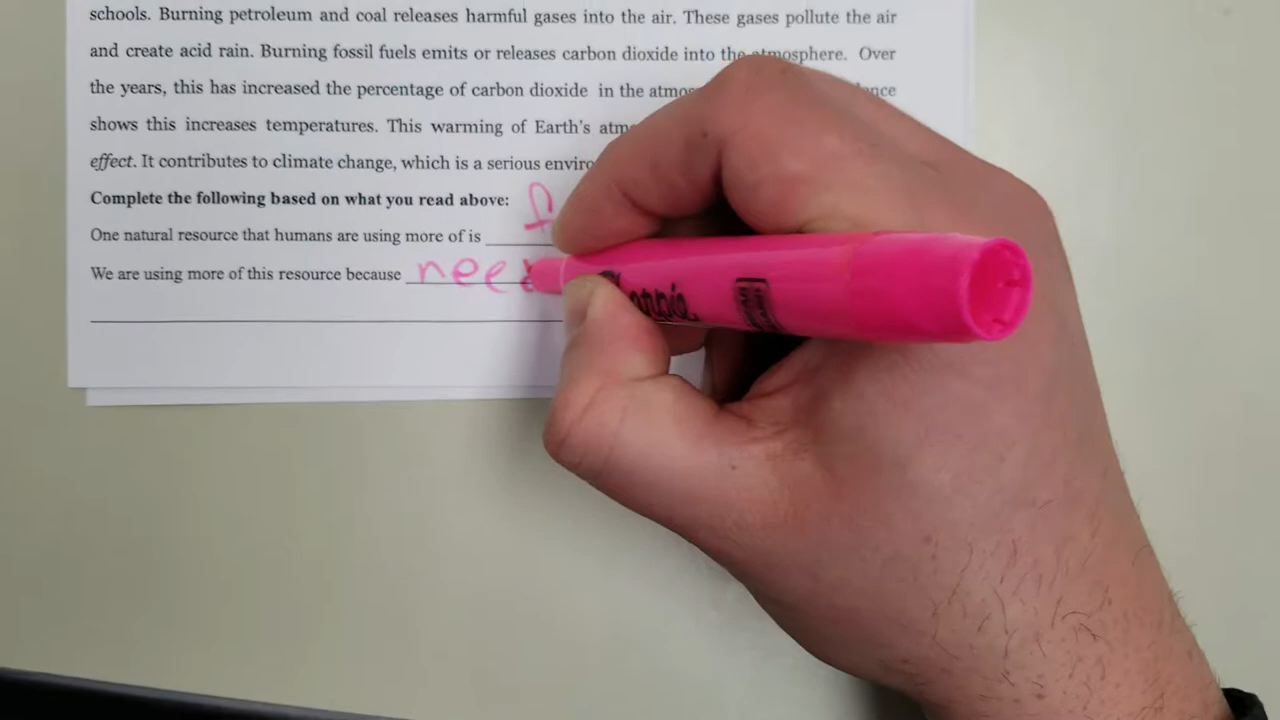 schools. Burning petroleum and coal releases harmful gases into the air. These gases pollute the air
and create acid rain. Burning fossil fuels emits or releases carbon dioxide into the atmosphere. Over
the years, this has increased the percentage of carbon dioxide in the
shows this increases temperatures. This warming of Earth's
effect. It contributes to climate change, which is a serious
Complete the following based on what you read above:
One natural resource that humans are using more of is
We are using more of this resource because
Sharpie